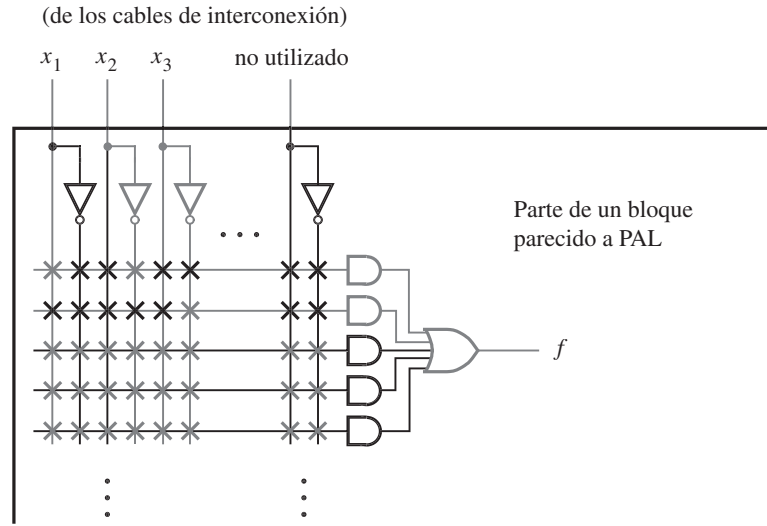 (de los cables de interconexión)
x1 x2 x3 no utilizado
Parte de un bloque
parecido a PAL
f